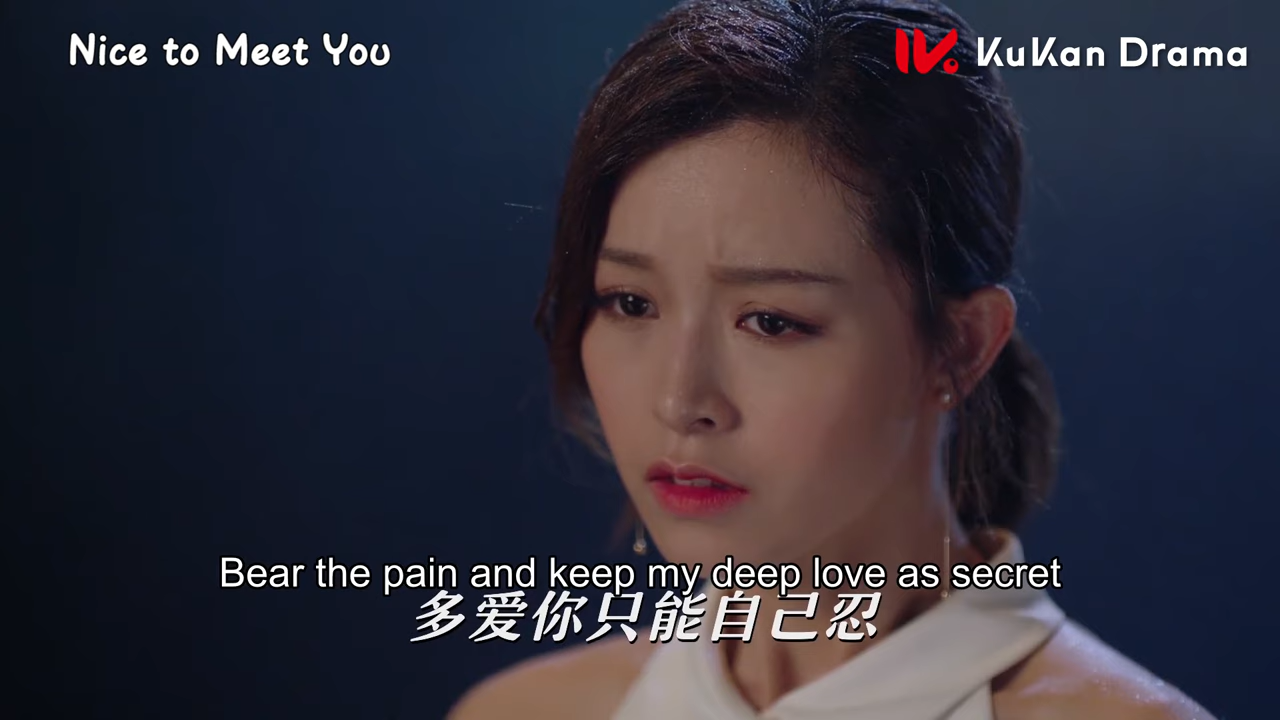 Nice to Meet You
KuKan Drama
Bear the pain and keep my deep love as secret
多爱你只能自己忍